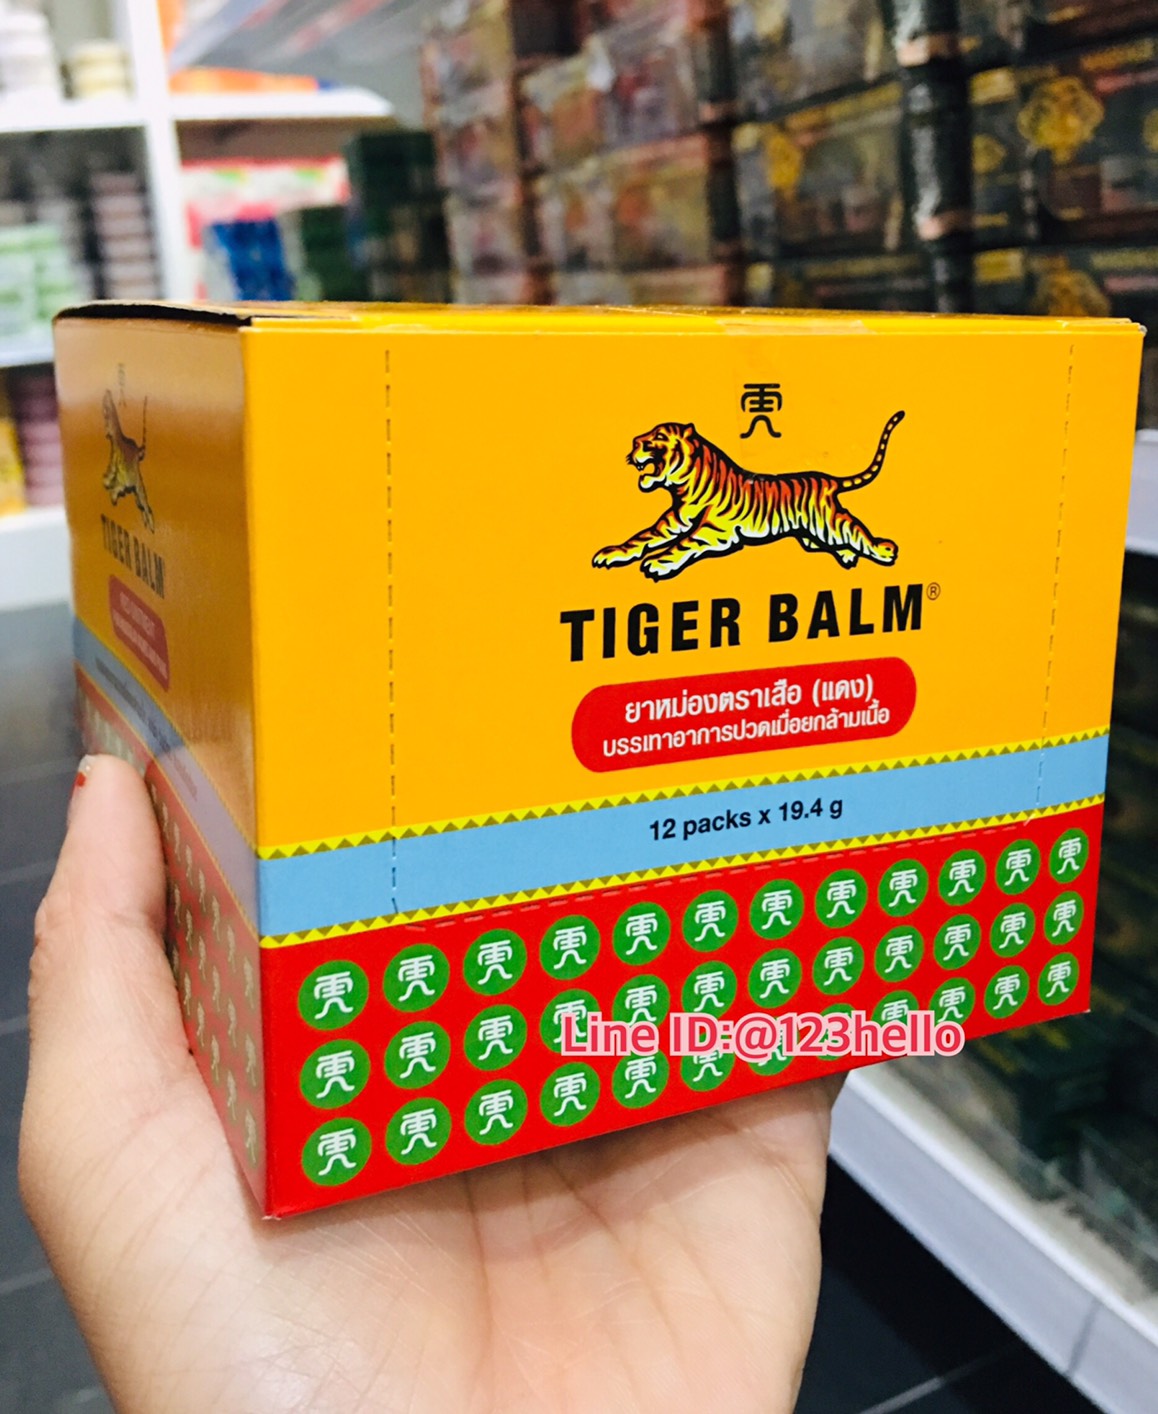 TIGER BALM®
ยาหม่องตราเสือ (แดง)
บรรเทาอาการปวดเมื่อยกล้ามเนื้อ
12 packs x 19.4 g
Line ID:@123hello
TIGER BALM